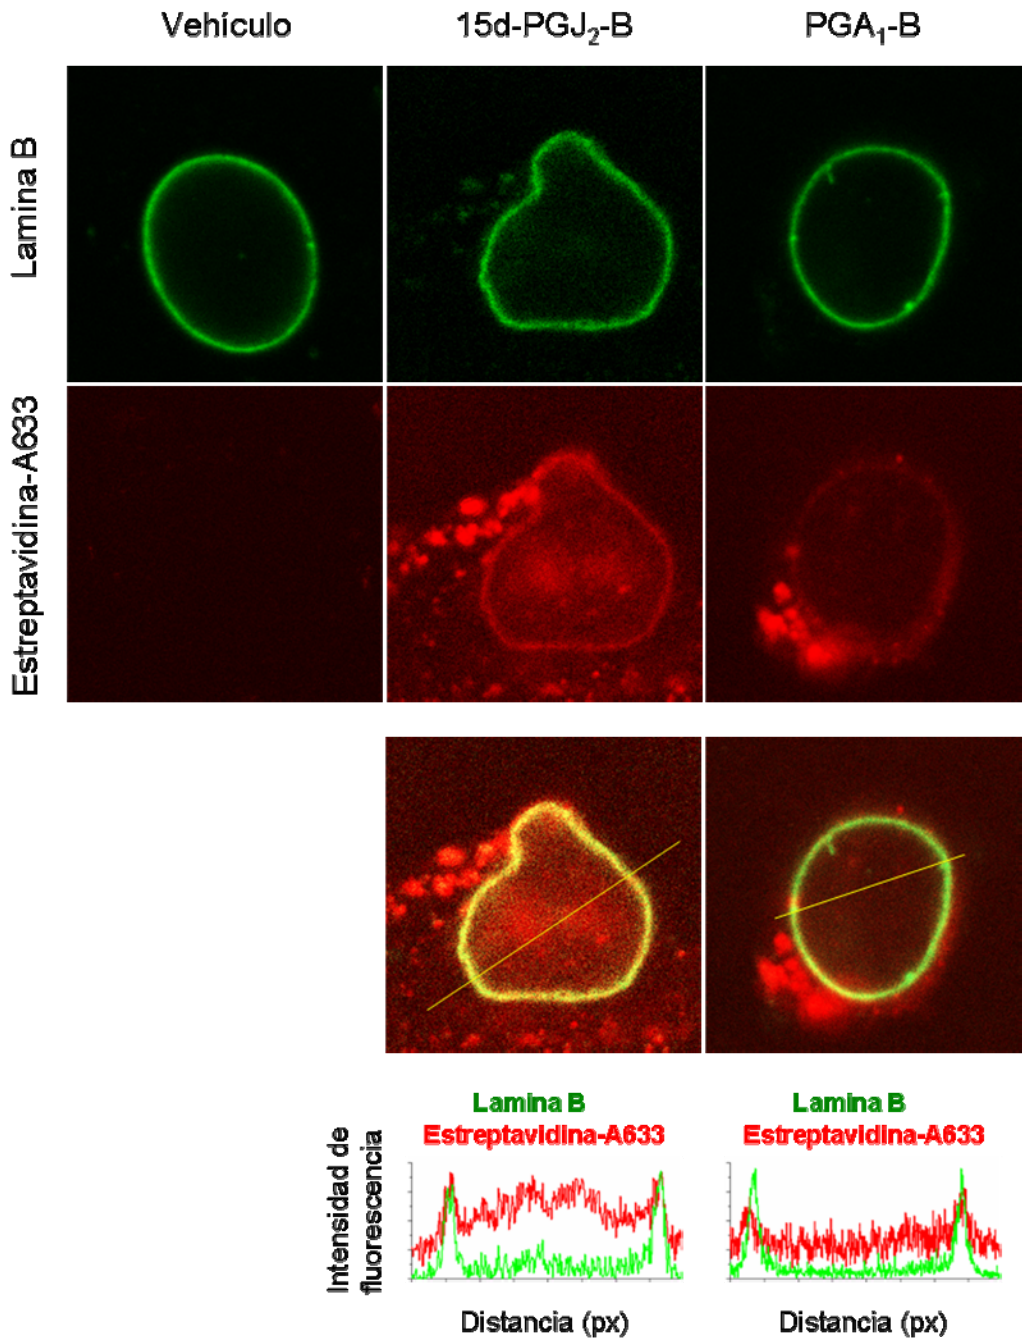 Vehículo 15d-PGJ₂-B PGA₁-B
Lamina B
Estreptavidina-A633
Lamina B Lamina B
Estreptavidina-A633 Estreptavidina-A633
Intensidad de
fluorescencia
Distancia (px) Distancia (px)